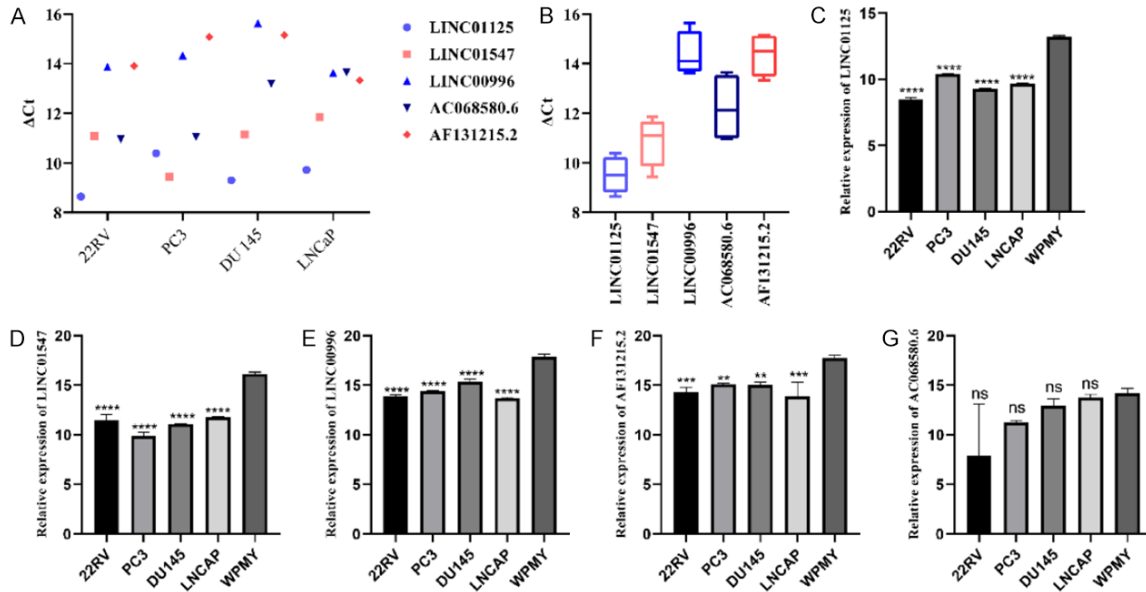 A
ΔCt
16
14
12
10
8
22RV
PC3
DU 145
LNCaP
LINC01125
LINC01547
LINC00996
AC068580.6
AF131215.2
B
ΔCt
16
14
12
10
8
LINC01125
LINC01547
LINC00996
AC068580.6
AF131215.2
C
Relative expression of LINC01125
15
10
5
0
****
****
****
****
22RV
PC3
DU145
LNCAP
WPMY
D
Relative expression of LINC01547
20
15
10
5
0
****
****
****
****
22RV
PC3
DU145
LNCAP
WPMY
E
Relative expression of LINC00996
20
15
10
5
0
****
****
****
****
22RV
PC3
DU145
LNCAP
WPMY
F
Relative expression of AF131215.2
20
15
10
5
0
***
**
**
***
22RV
PC3
DU145
LNCAP
WPMY
G
Relative expression of AC068580.6
20
15
10
5
0
ns
ns
ns
ns
22RV
PC3
DU145
LNCAP
WPMY